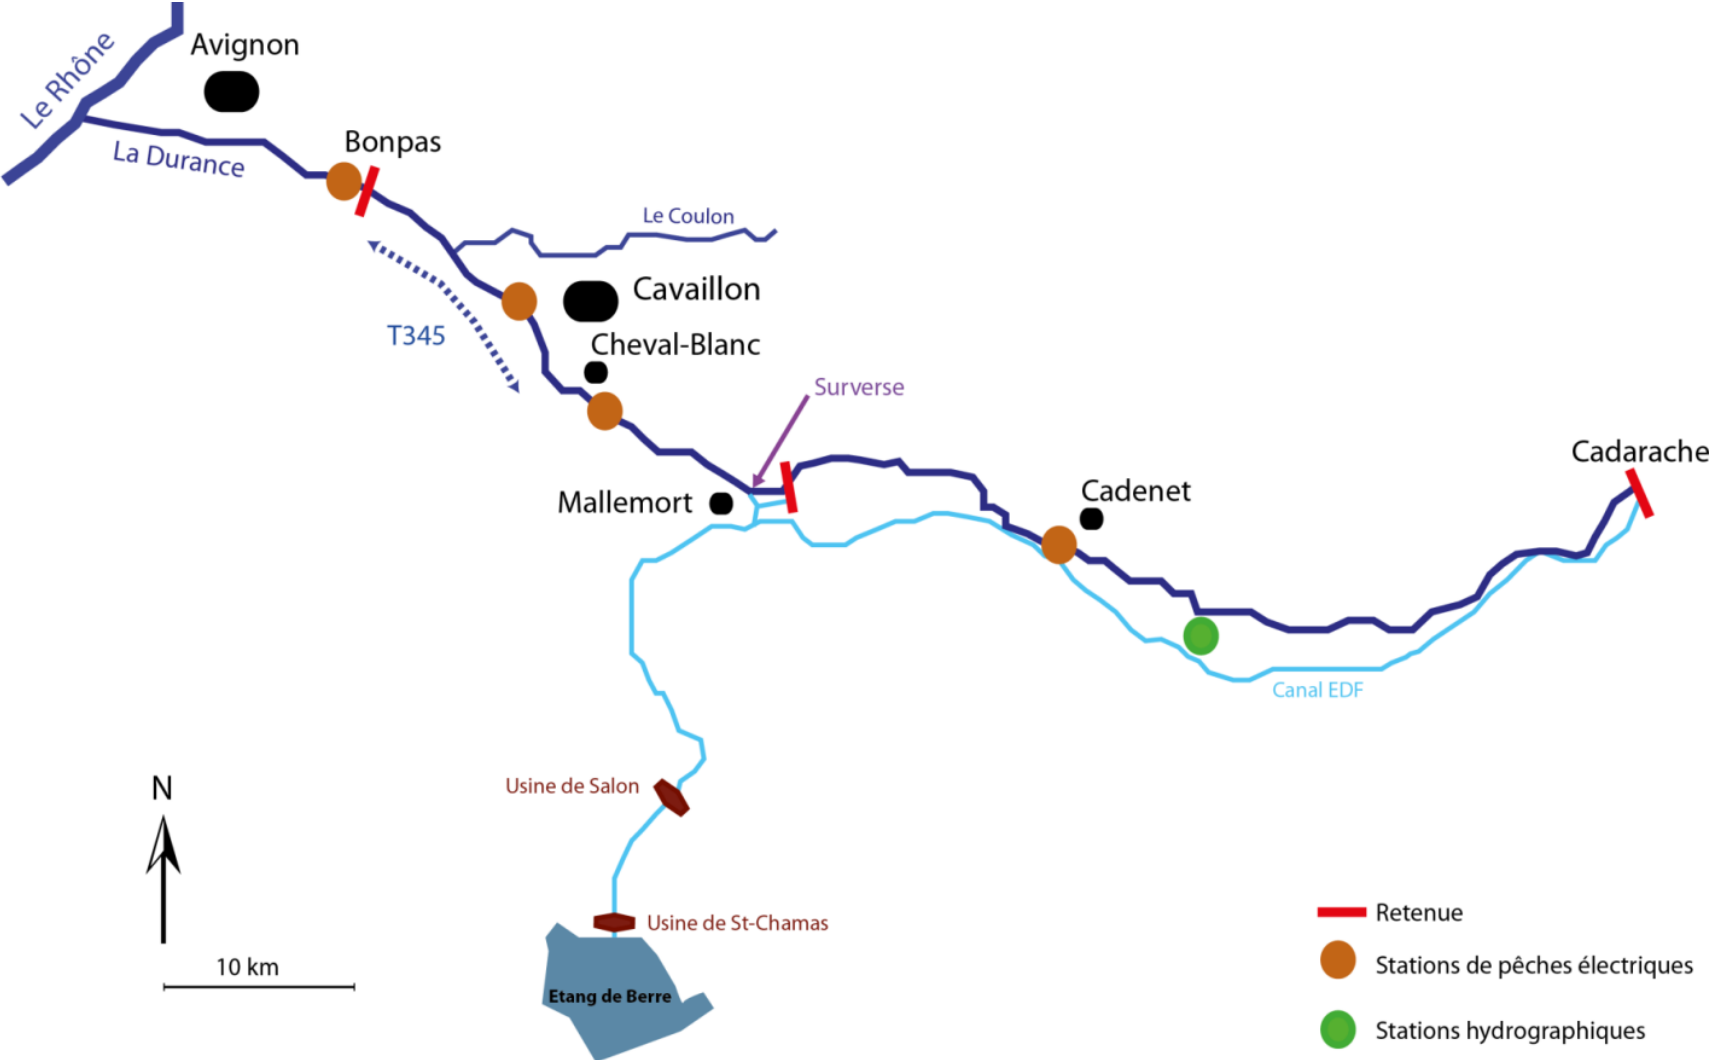 Avignon
Le Rhône
Bonpas
La Durance
Le Coulon
Cavaillon
T345
Cheval-Blanc
Surverse
Cadarache
Mallemort
Cadenet
Canal EDF
Usine de Salon
N
Usine de St-Chamas
Retenue
10 km
Stations de pêches électriques
Etang de Berre
Stations hydrographiques